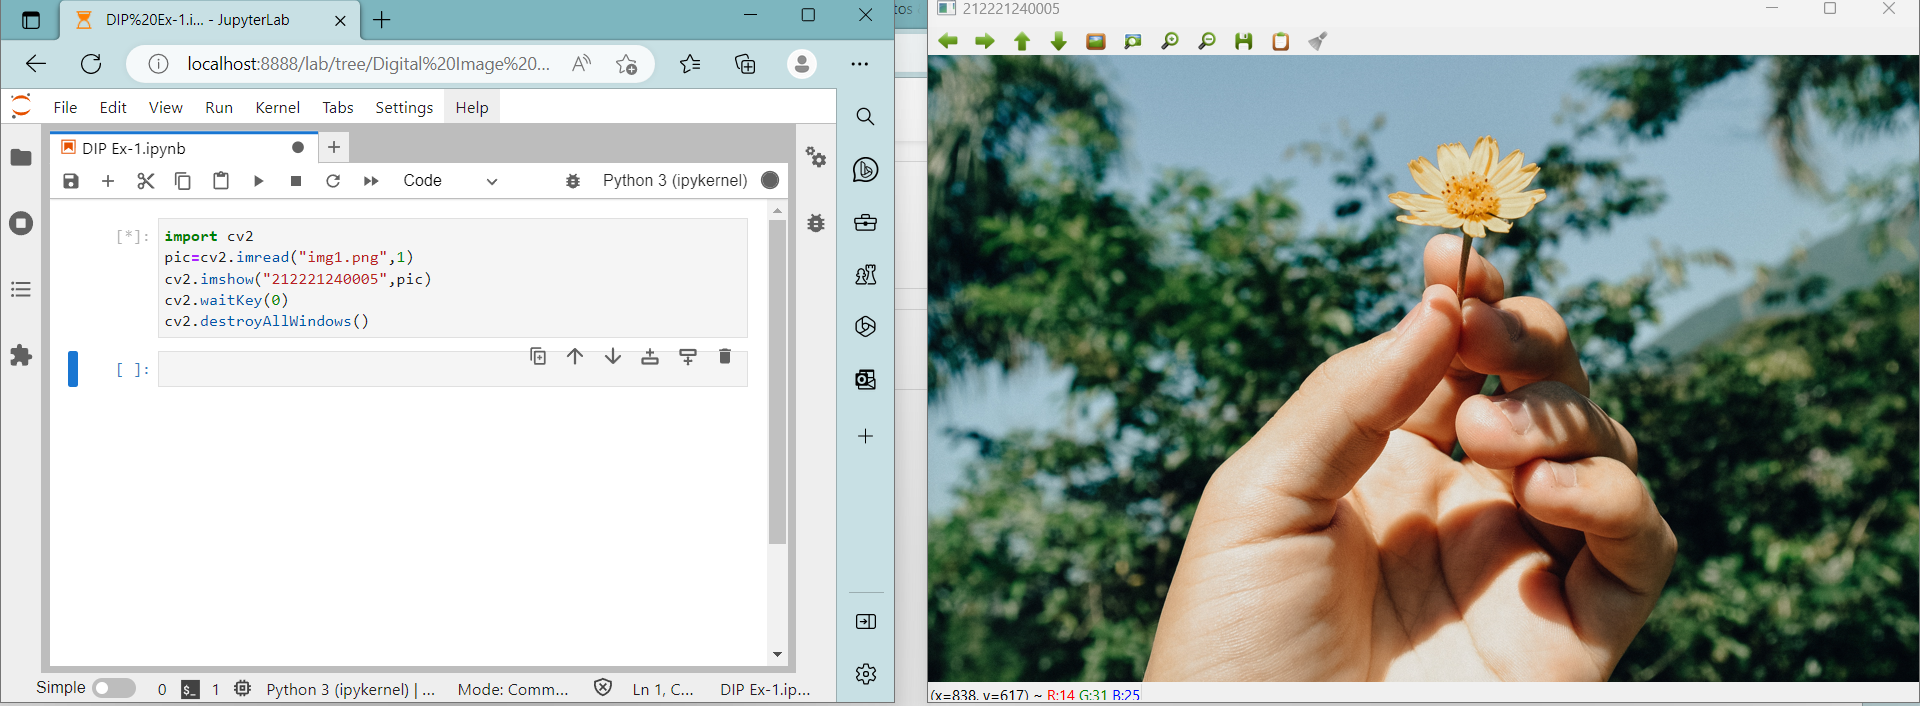 DIP%20Ex-1.i... - JupyterLab
localhost:8888/lab/tree/Digital%20Image%20...
File Edit View Run Kernel Tabs Settings Help
DIP Ex-1.ipynb
Code
Python 3 (ipykernel)
[*]:
import cv2
pic=cv2.imread("img1.png",1)
cv2.imshow("212221240005",pic)
cv2.waitKey(0)
cv2.destroyAllWindows()
[ ]:
Simple 0 $_ 1 Python 3 (ipykernel) | ... Mode: Comm... Ln 1, C... DIP Ex-1.ip...
tos
212221240005
(x=838, y=617) ~ R:14 G:31 B:25